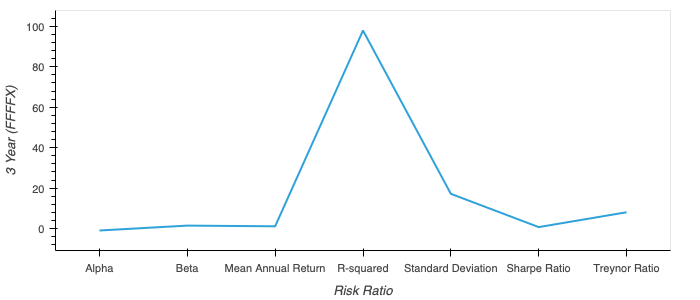 100
80
60
40
20
0
3 Year (FFFFX)
Alpha Beta Mean Annual Return R-squared Standard Deviation Sharpe Ratio Treynor Ratio
Risk Ratio